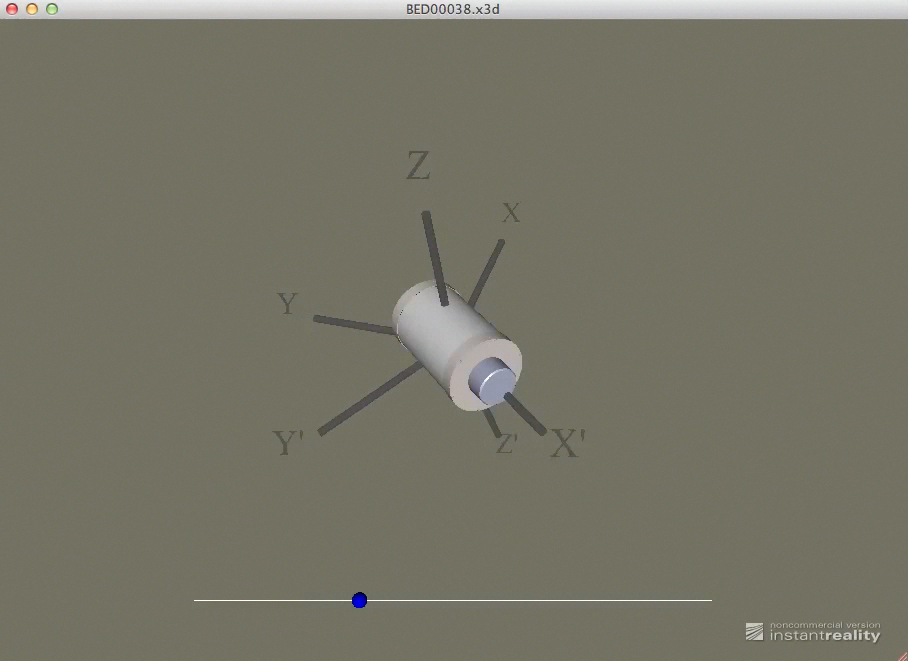 BED00038.x3d
Z
X
Y
Y'
Z'
X'
noncommercial version
instantreality